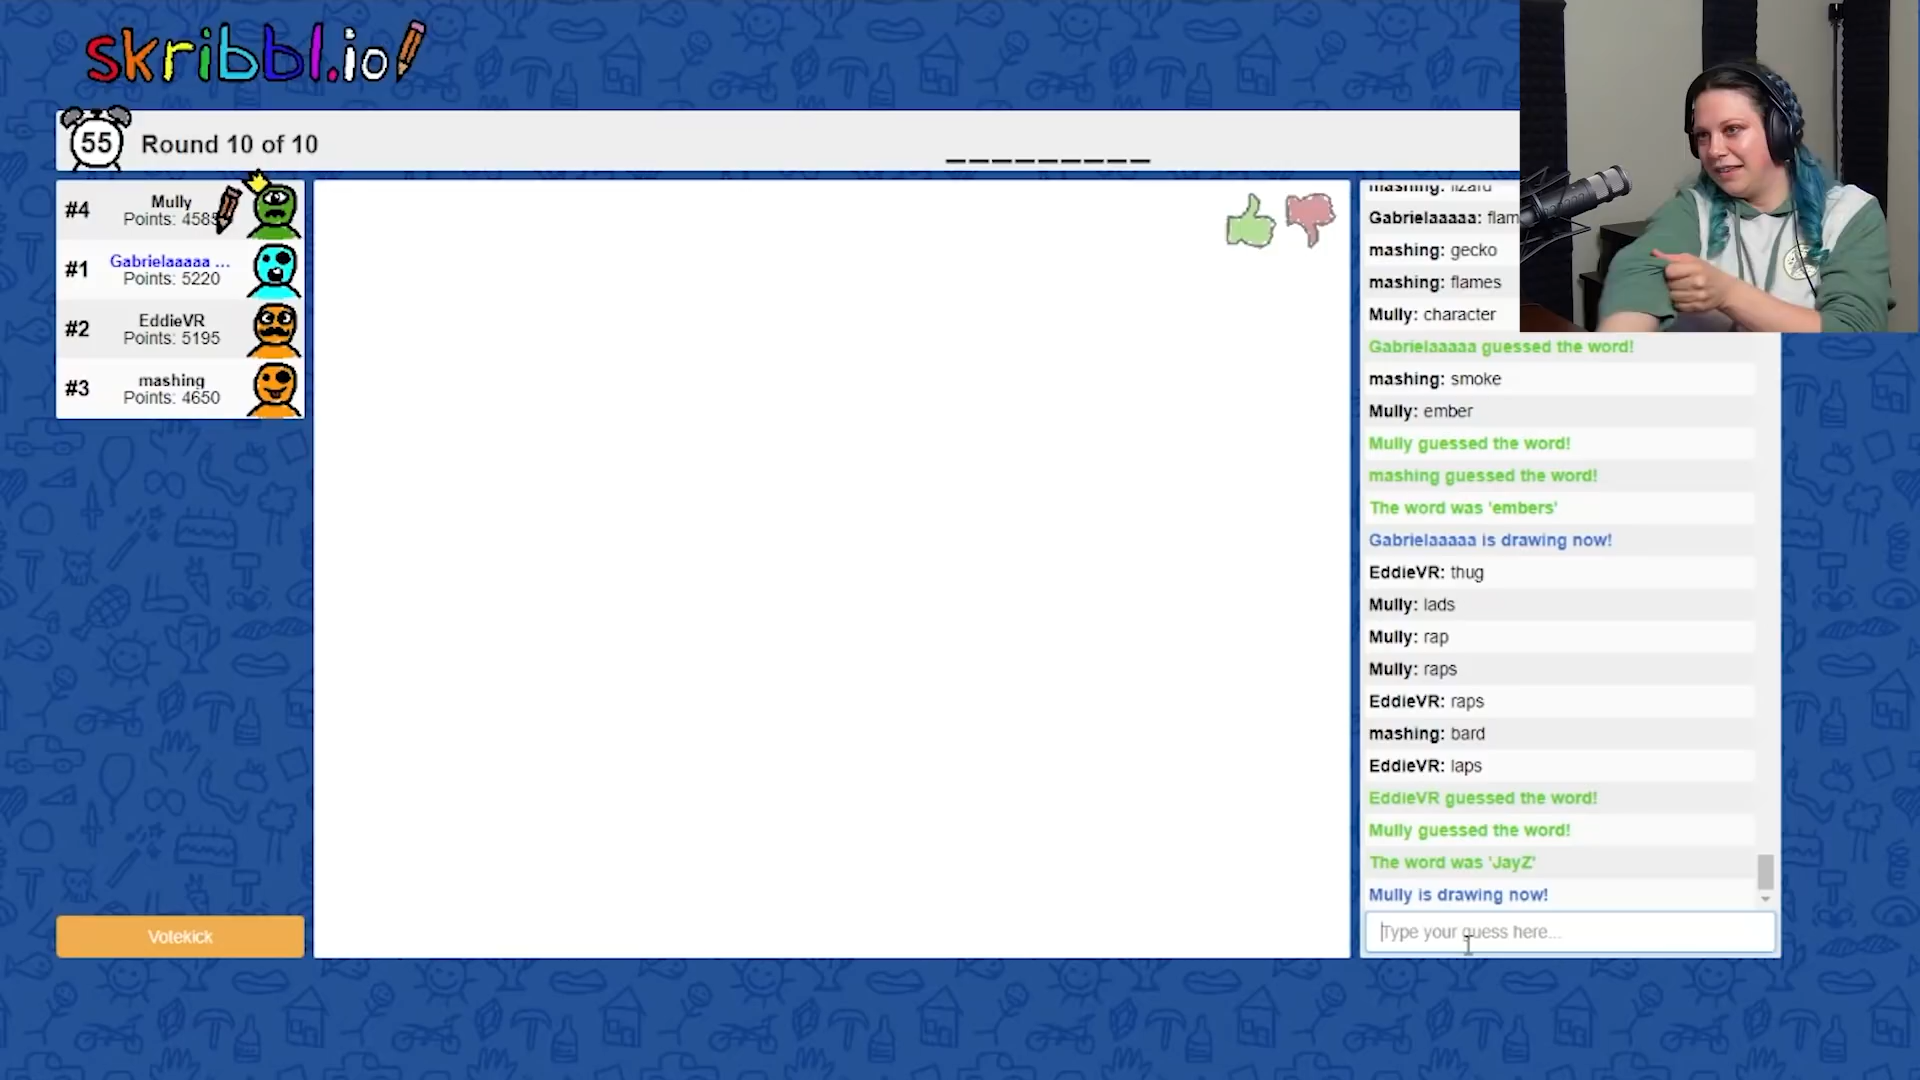 skribbl.io
55
Round 10 of 10
_________
#4
Mully
Points: 4585
#1
Gabrielaaaaa ...
Points: 5220
#2
EddieVR
Points: 5195
#3
mashing
Points: 4650
Votekick
mashing: lizard
Gabrielaaaaa: flam
mashing: gecko
mashing: flames
Mully: character
Gabrielaaaaa guessed the word!
mashing: smoke
Mully: ember
Mully guessed the word!
mashing guessed the word!
The word was 'embers'
Gabrielaaaaa is drawing now!
EddieVR: thug
Mully: lads
Mully: rap
Mully: raps
EddieVR: raps
mashing: bard
EddieVR: laps
EddieVR guessed the word!
Mully guessed the word!
The word was 'JayZ'
Mully is drawing now!
Type your guess here...